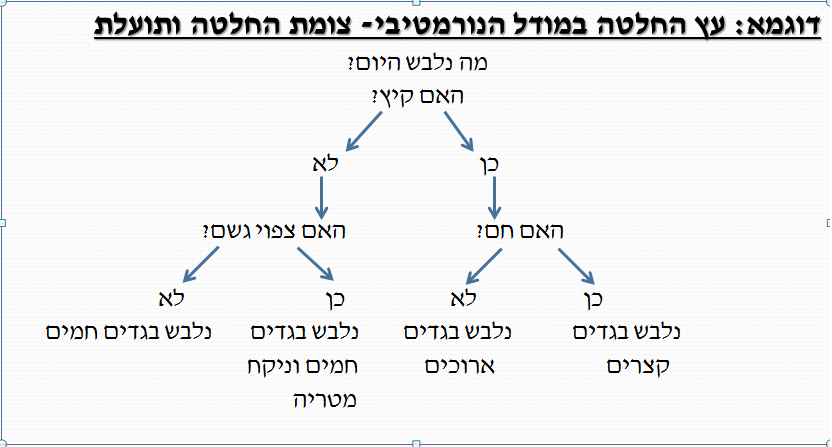 דוגמא: עץ החלטה במודל הנורמטיבי- צומת החלטה ותועלת
מה נלבש היום?
האם קיץ?
כן
לא
האם חם?
האם צפוי גשם?
כן
נלבש בגדים
קצרים
לא
נלבש בגדים
ארוכים
כן
נלבש בגדים
חמים וניקח
מטריה
לא
נלבש בגדים חמים